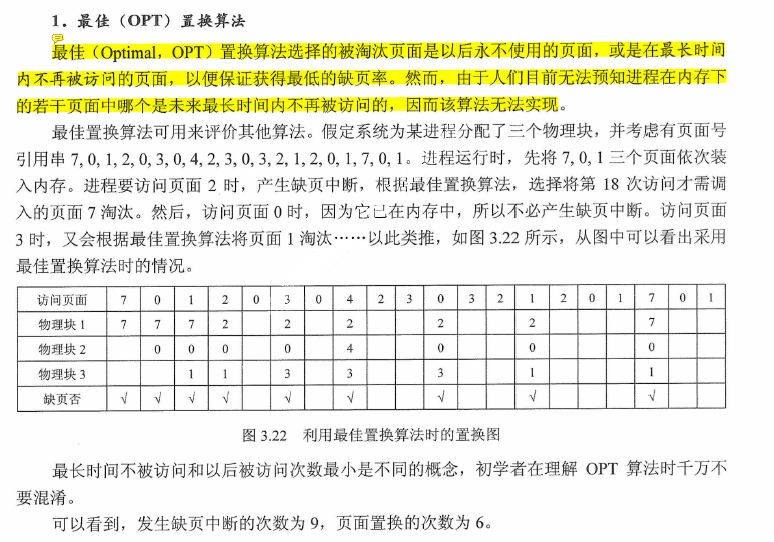 1．最佳（OPT）置换算法
最佳（Optimal，OPT）置换算法选择的被淘汰页面是以后永不使用的页面，或是在最长时间
内不再被访问的页面，以便保证获得最低的缺页率。然而，由于人们目前无法预知进程在内存下
的若干页面中哪个是未来最长时间内不再被访问的，因而该算法无法实现。
最佳置换算法可用来评价其他算法。假定系统为某进程分配了三个物理块，并考虑有页面号
引用串 7, 0, 1, 2, 0, 3, 0, 4, 2, 3, 0, 3, 2, 1, 2, 0, 1, 7, 0, 1。进程运行时，先将 7, 0, 1 三个页面依次装
入内存。进程要访问页面 2 时，产生缺页中断，根据最佳置换算法，选择将第 18 次访问才需调
入的页面 7 淘汰。然后，访问页面 0 时，因为它已在内存中，所以不必产生缺页中断。访问页面
3 时，又会根据最佳置换算法将页面 1 淘汰……以此类推，如图 3.22 所示，从图中可以看出采用
最佳置换算法时的情况。
访问页面 7 0 1 2 0 3 0 4 2 3 0 3 2 1 2 0 1 7 0 1
物理块 1 7 7 7 2 2 2 2 2 7
物理块 2 0 0 0 0 4 0 0 0
物理块 3 1 1 3 3 3 1 1
缺页否 √ √ √ √ √ √ √ √ √
图 3.22 利用最佳置换算法时的置换图
最长时间不被访问和以后被访问次数最小是不同的概念，初学者在理解 OPT 算法时千万不
要混淆。
可以看到，发生缺页中断的次数为 9，页面置换的次数为 6。